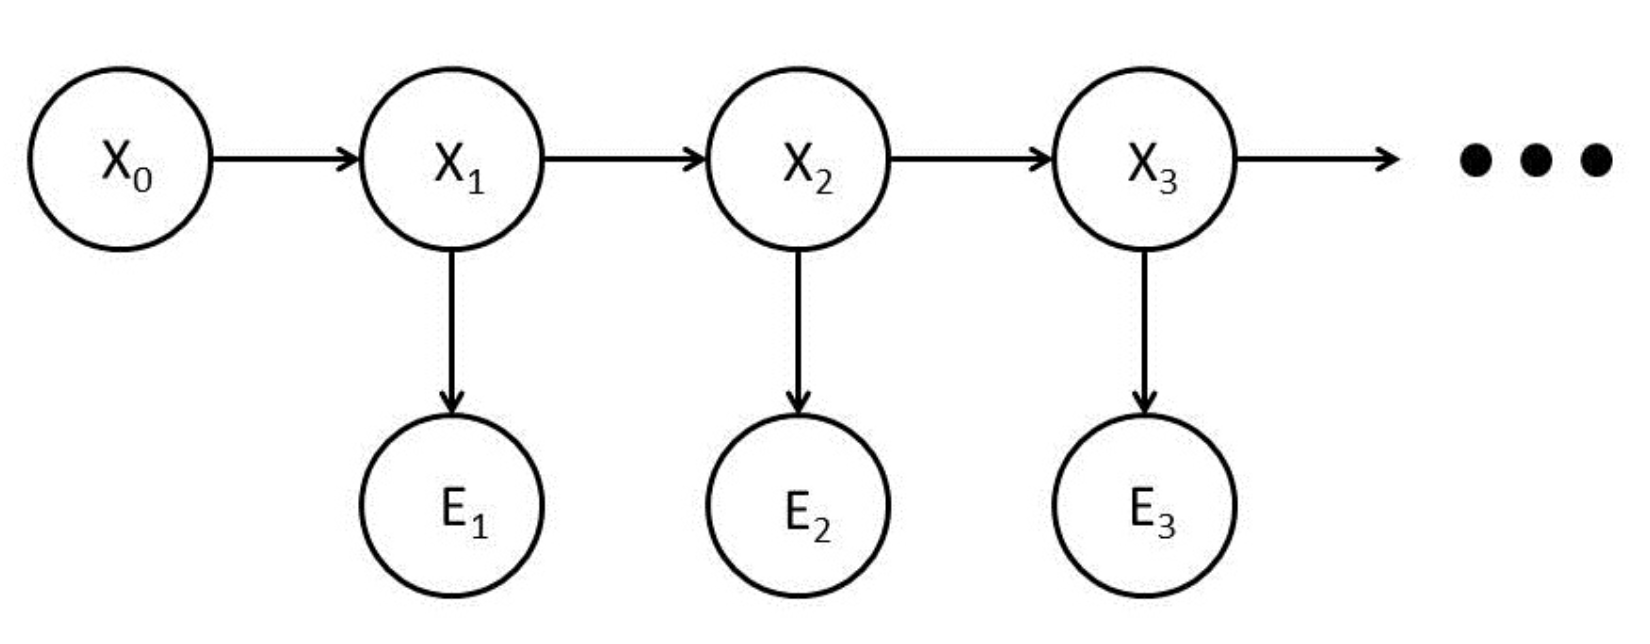 X₀ X₁ X₂ X₃
E₁ E₂ E₃